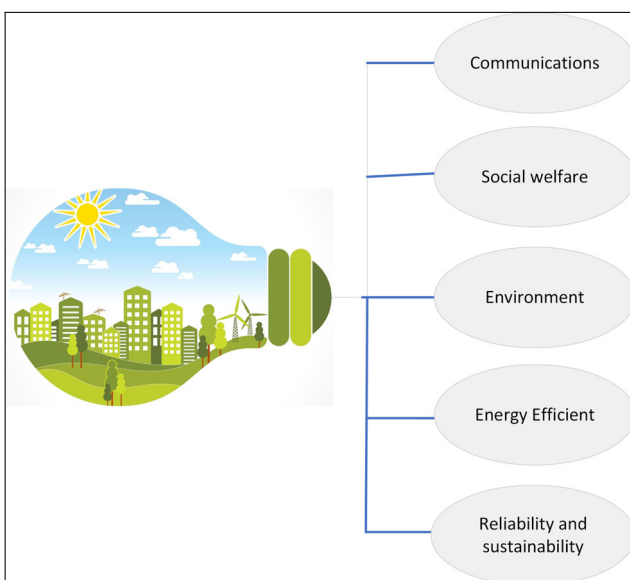 Communications
Social welfare
Environment
Energy Efficient
Reliability and
sustainability